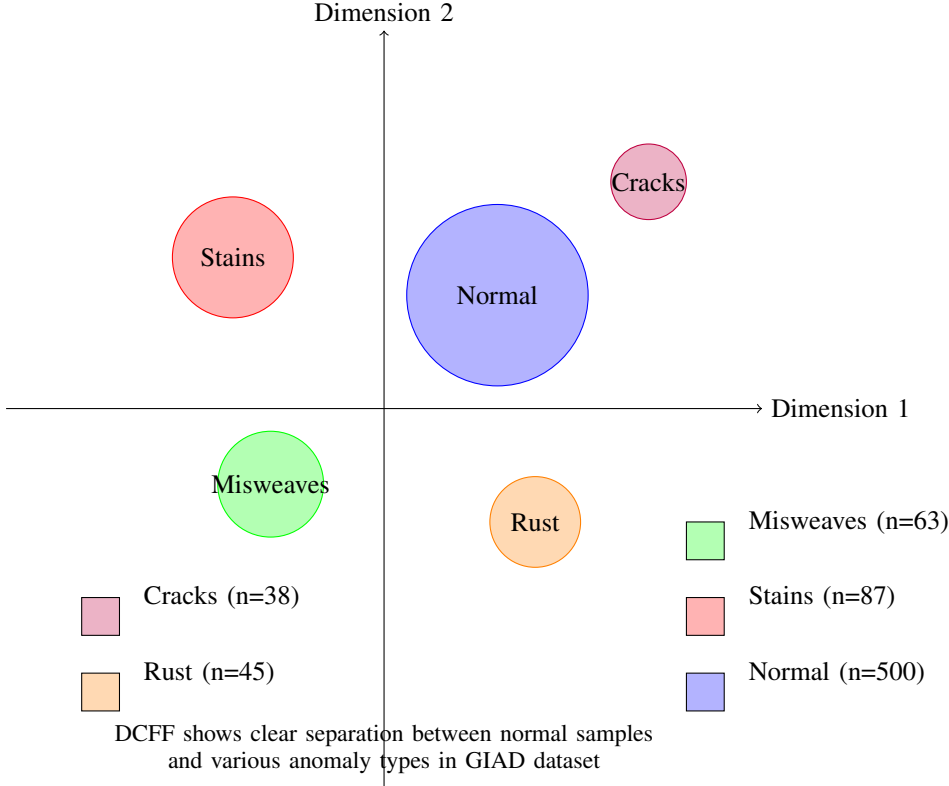 Dimension 2
Cracks
Stains
Normal
Dimension 1
Misweaves
Rust
Misweaves (n=63)
Cracks (n=38)
Stains (n=87)
Rust (n=45)
Normal (n=500)
DCFF shows clear separation between normal samples
and various anomaly types in GIAD dataset